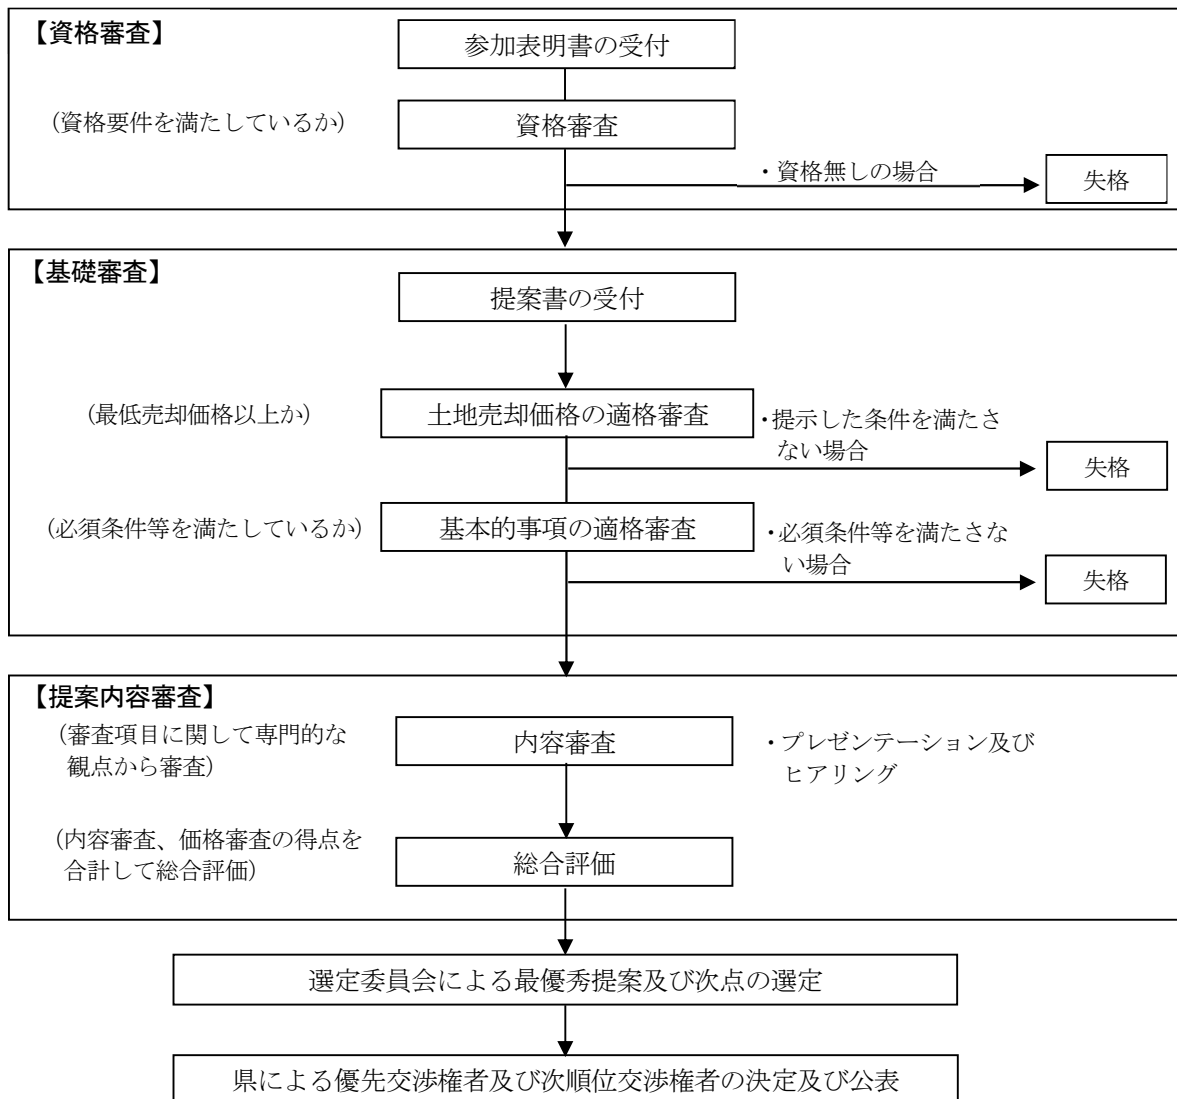 【資格審査】
参加表明書の受付
（資格要件を満たしているか）
資格審査
・資格無しの場合
失格
【基礎審査】
提案書の受付
（最低売却価格以上か）
土地売却価格の適格審査
・提示した条件を満たさ
ない場合
失格
（必須条件等を満たしているか）
基本的事項の適格審査
・必須条件等を満たさな
い場合
失格
【提案内容審査】
（審査項目に関して専門的な
観点から審査）
内容審査
・プレゼンテーション及び
ヒアリング
（内容審査、価格審査の得点を
合計して総合評価）
総合評価
選定委員会による最優秀提案及び次点の選定
県による優先交渉権者及び次順位交渉権者の決定及び公表